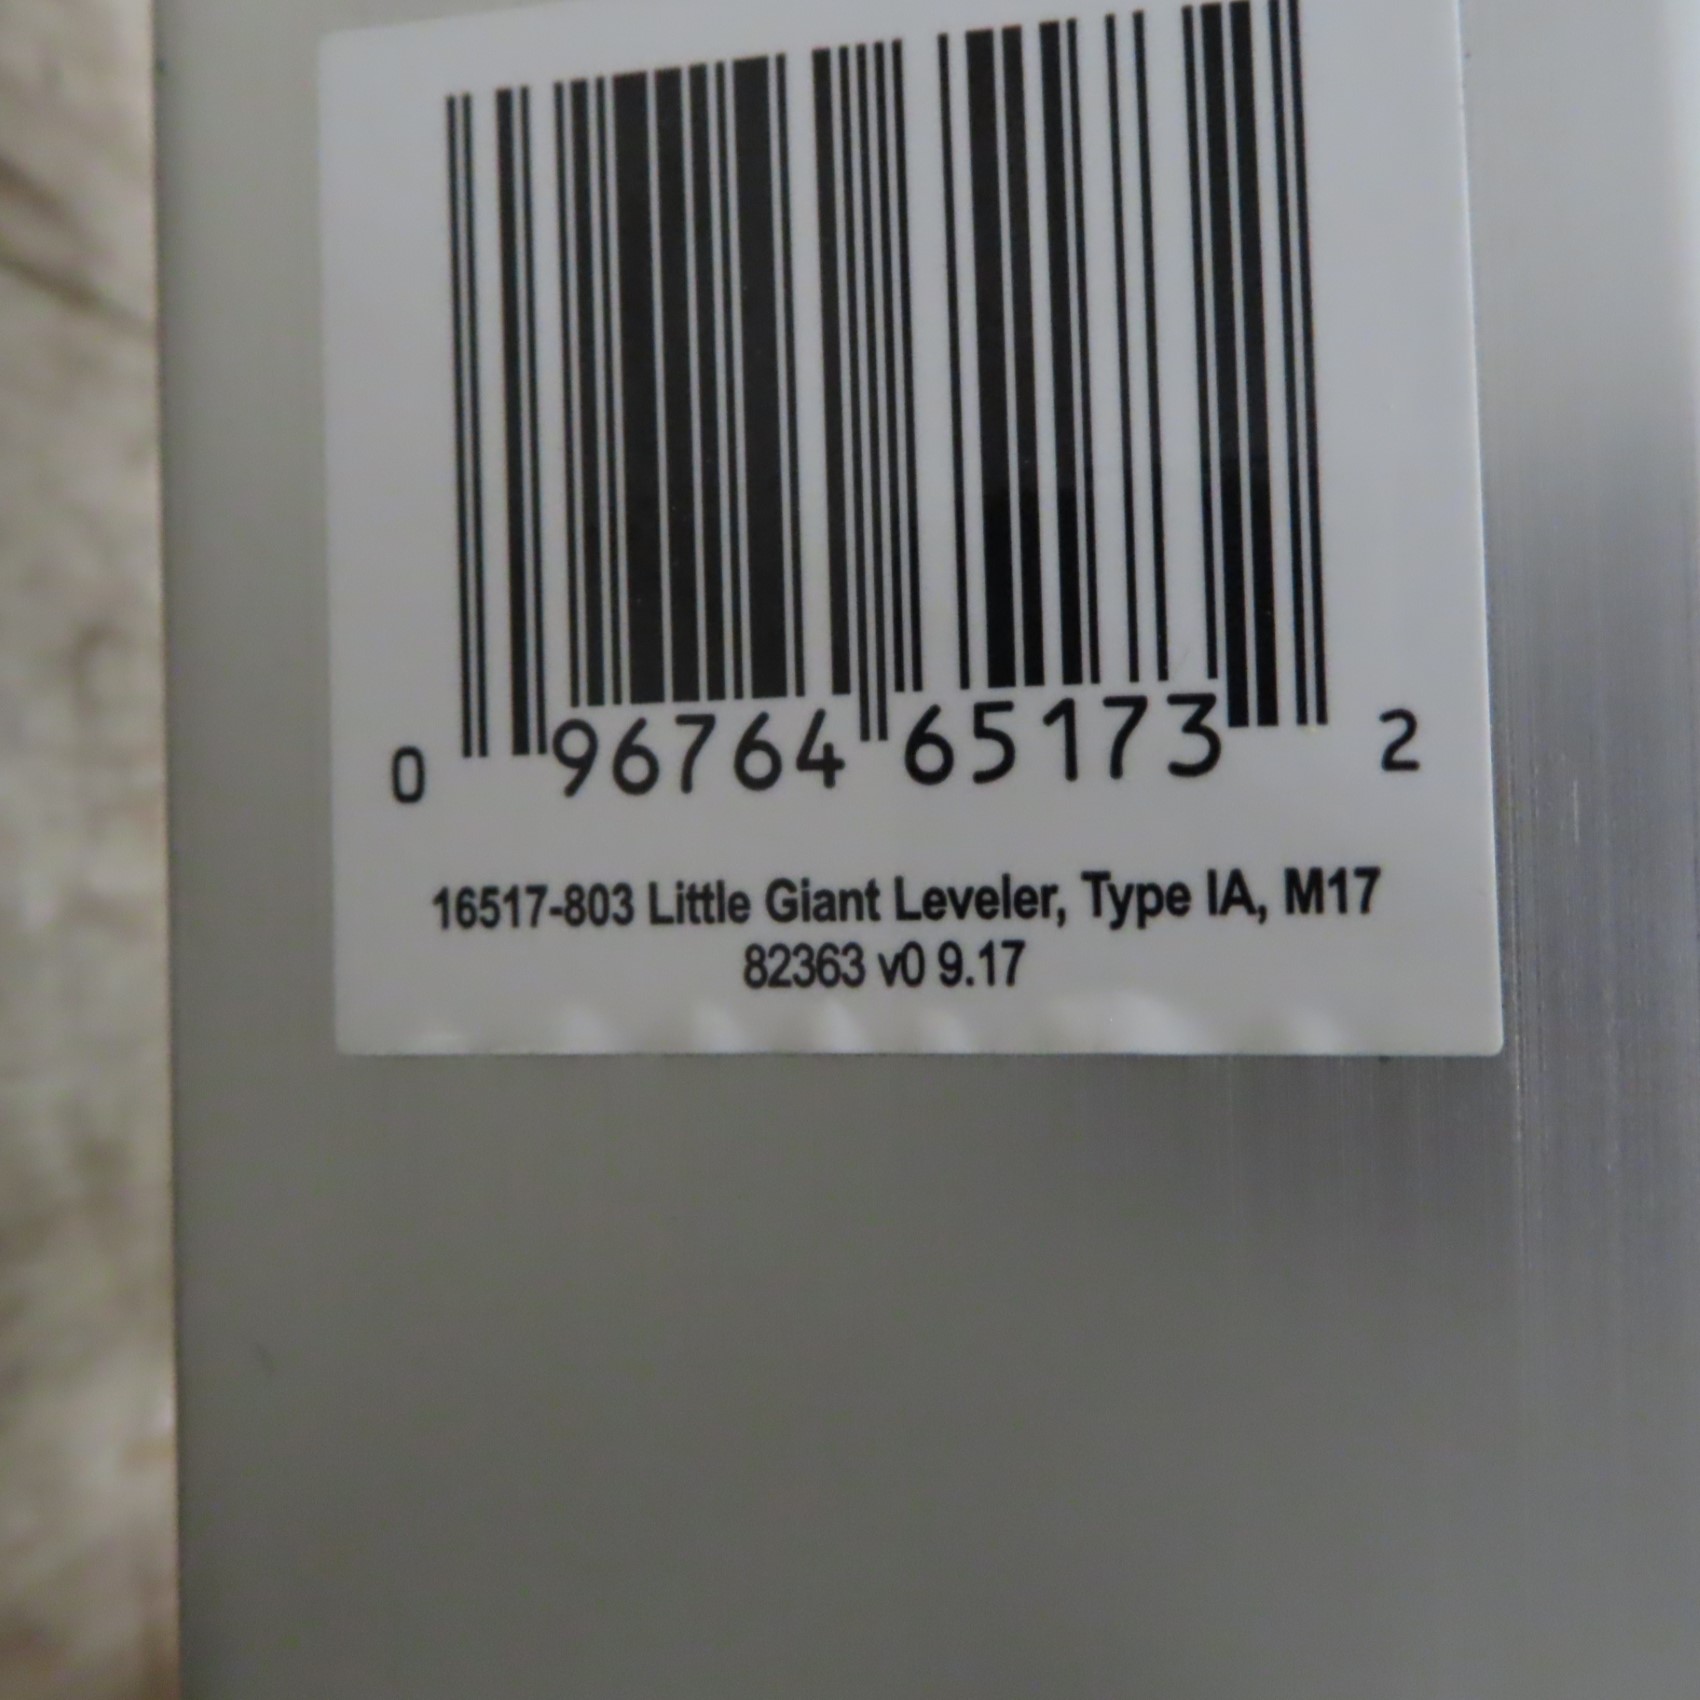 0 96764 65173 2
16517-803 Little Giant Leveler, Type IA, M17
82363 v0 9.17